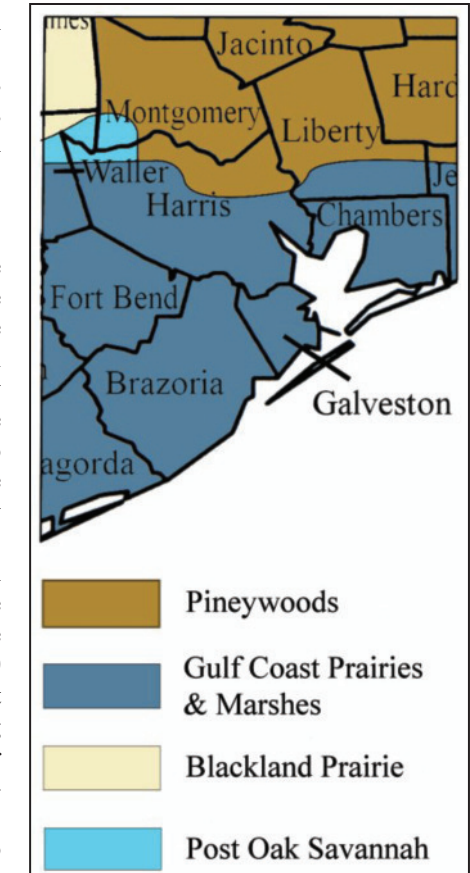 Jacinto
Montgomery
Liberty
Waller
Harris
Chambers
Fort Bend
Brazoria
Galveston
agorda
Pineywoods
Gulf Coast Prairies
& Marshes
Blackland Prairie
Post Oak Savannah